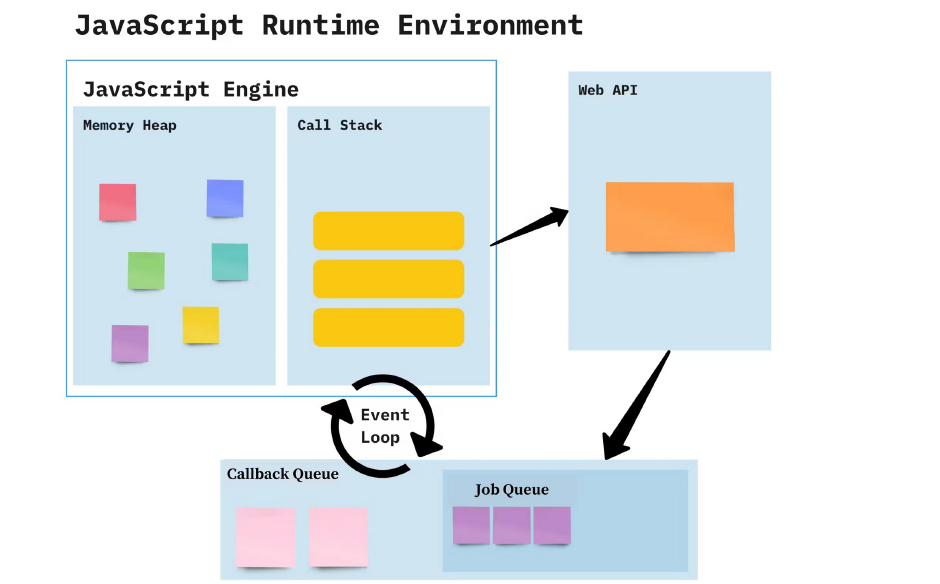 JavaScript Runtime Environment
JavaScript Engine
Memory Heap
Call Stack
Web API
Event
Loop
Callback Queue
Job Queue